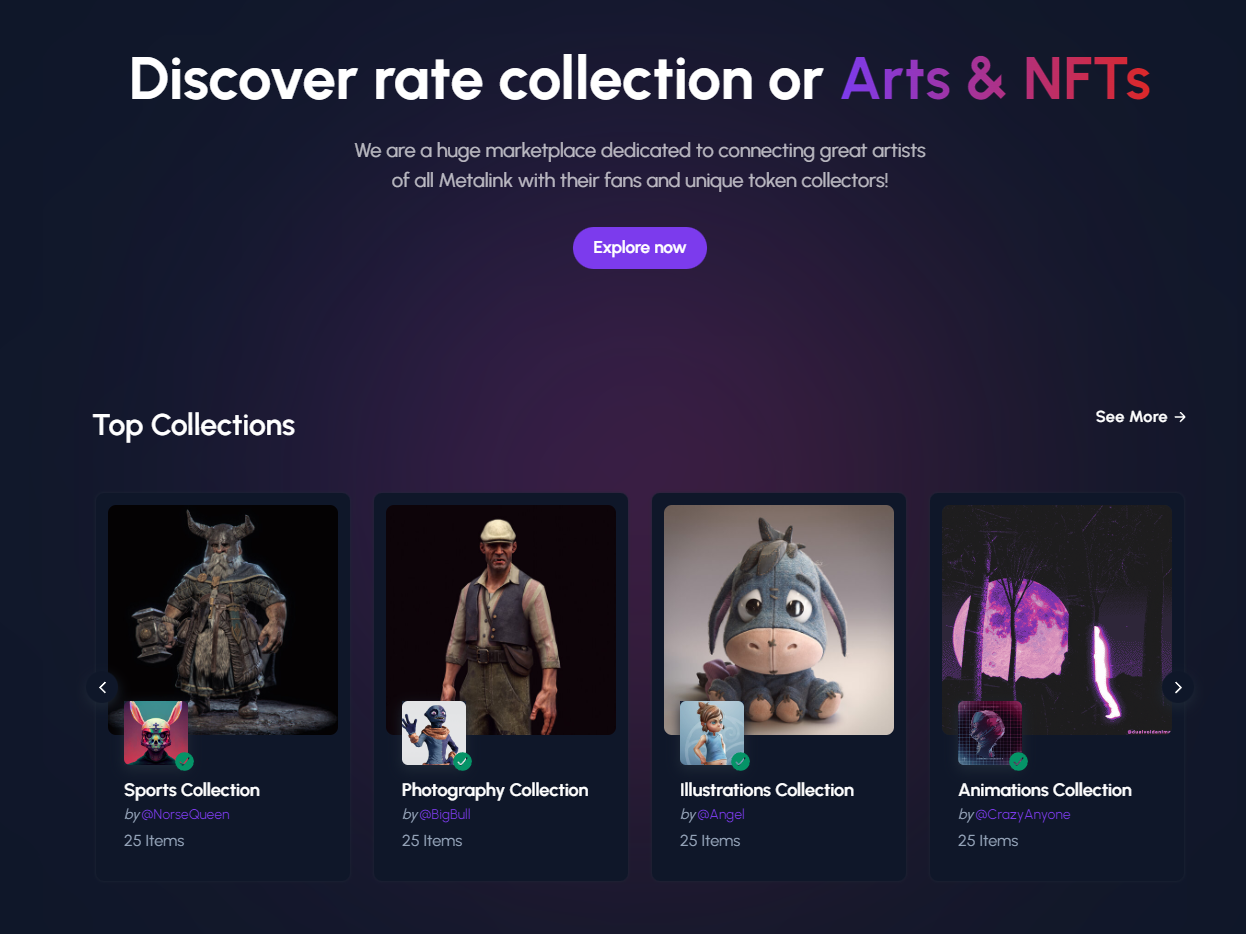 Discover rate collection or Arts & NFTs
We are a huge marketplace dedicated to connecting great artists
of all Metalink with their fans and unique token collectors!
Explore now
Top Collections
See More →
@dustvoidanima
Sports Collection
by@NorseQueen
25 Items
Photography Collection
by@BigBull
25 Items
Illustrations Collection
by@Angel
25 Items
Animations Collection
by@CrazyAnyone
25 Items